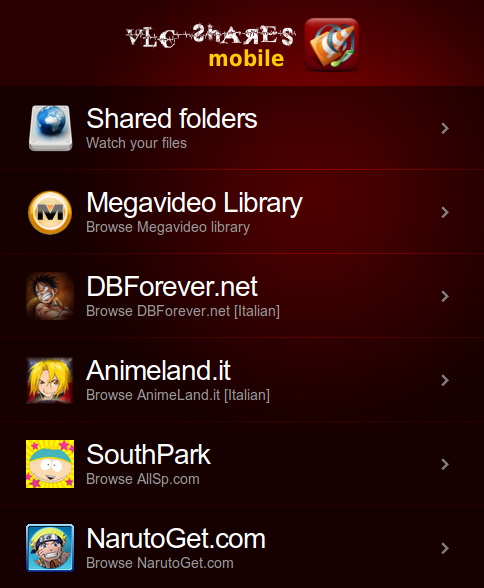 VLC SHARES
mobile
Shared folders
Watch your files
Megavideo Library
Browse Megavideo library
DBForever.net
Browse DBForever.net [Italian]
Animeland.it
Browse AnimeLand.it [Italian]
SouthPark
Browse AllSp.com
NarutoGet.com
Browse NarutoGet.com